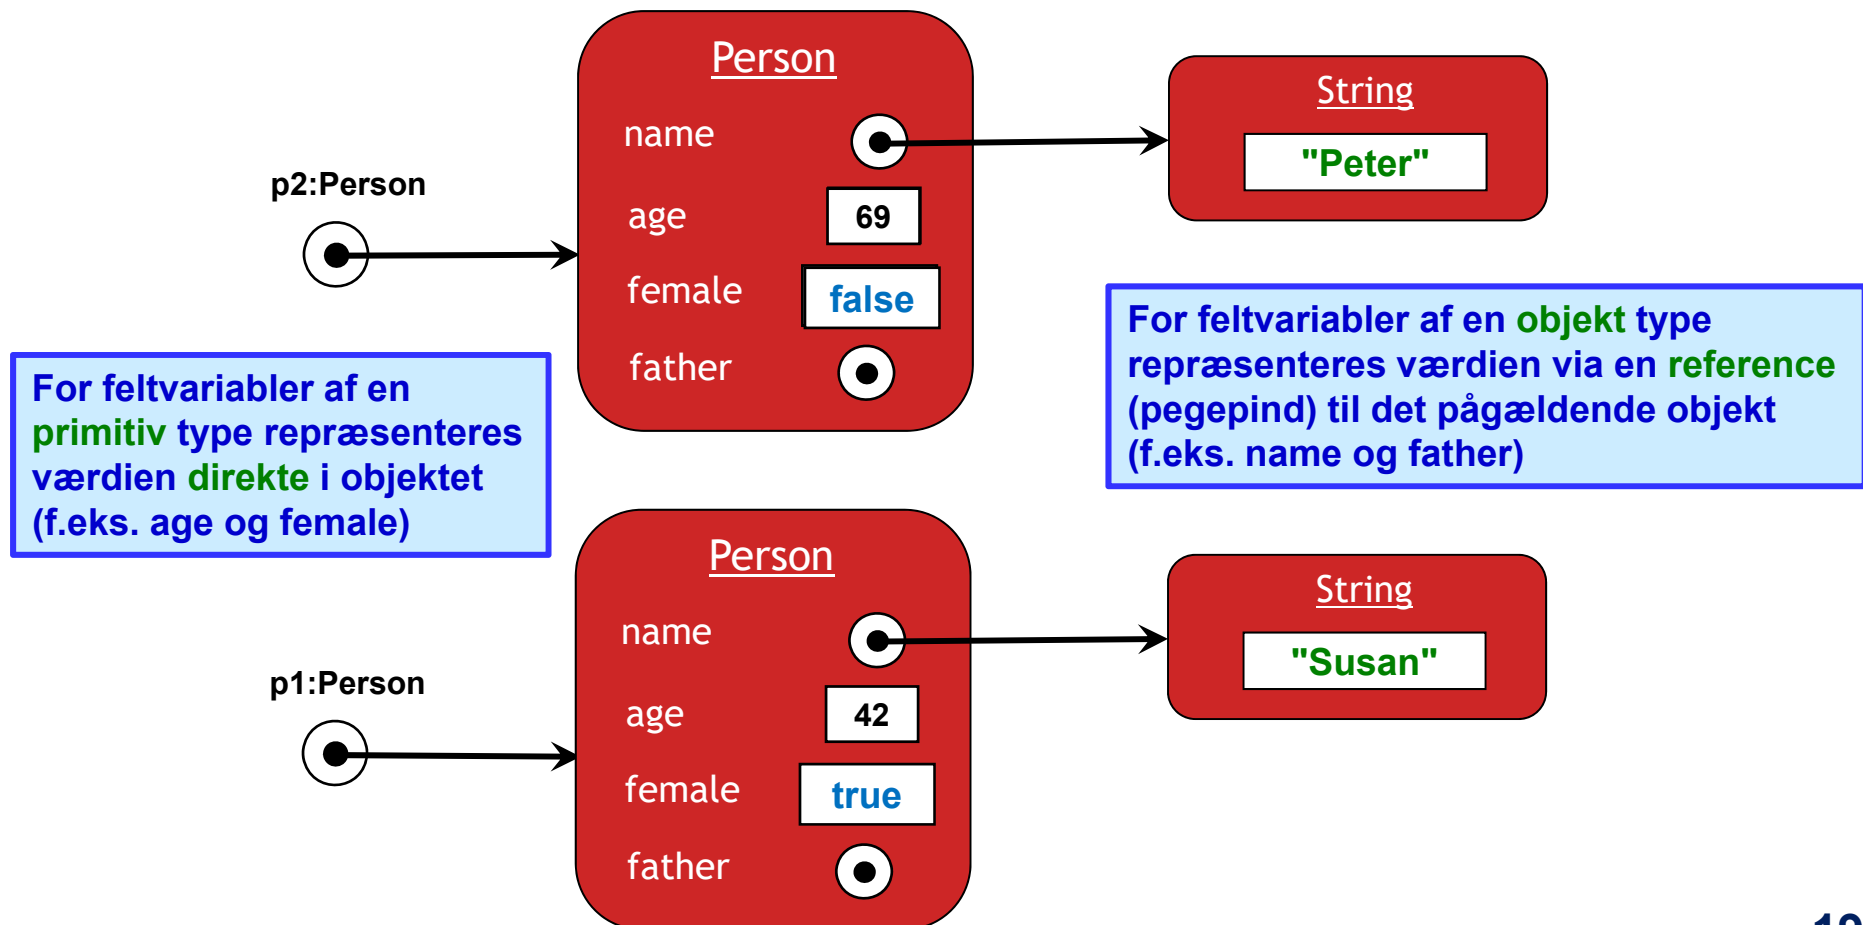 Person
name
p2:Person
age
69
female
false
father
String
"Peter"
For feltvariabler af en
primitiv type repræsenteres
værdien direkte i objektet
(f.eks. age og female)
For feltvariabler af en objekt type
repræsenteres værdien via en reference
(pegepind) til det pågældende objekt
(f.eks. name og father)
Person
name
p1:Person
age
42
female
true
father
String
"Susan"